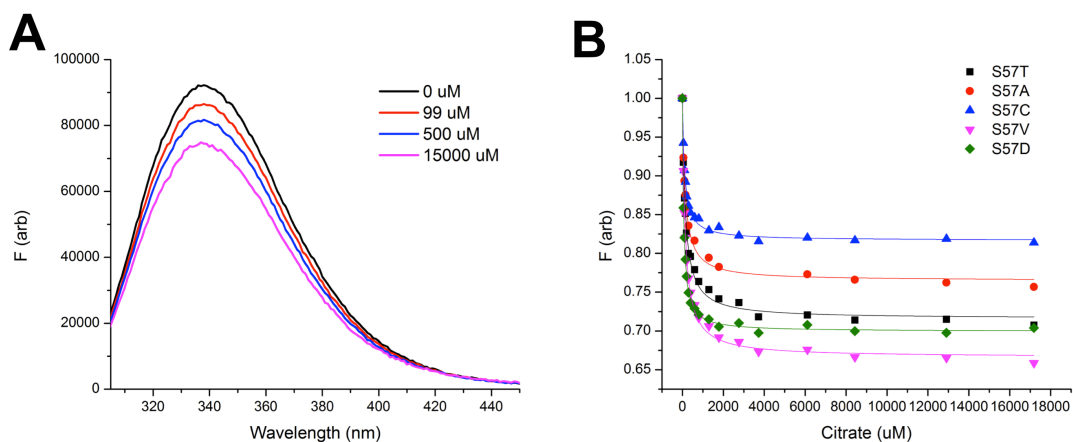 A
100000
80000
60000
40000
20000
0
F (arb)
320 340 360 380 400 420 440
Wavelength (nm)
0 uM
99 uM
500 uM
15000 uM
B
1.05
1.00
0.95
0.90
0.85
0.80
0.75
0.70
0.65
F (arb)
0 2000 4000 6000 8000 10000 12000 14000 16000 18000
Citrate (uM)
S57T
S57A
S57C
S57V
S57D